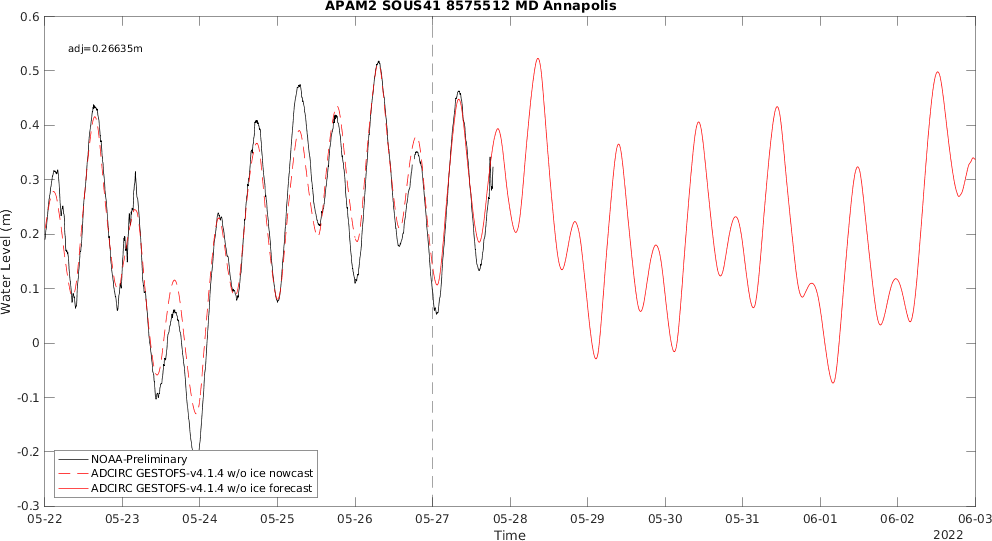 APAM2 SOUS41 8575512 MD Annapolis
adj=0.26635m
0.6
0.5
0.4
0.3
0.2
0.1
0
-0.1
-0.2
-0.3
Water Level (m)
NOAA-Preliminary
ADCIRC GESTOFS-v4.1.4 w/o ice nowcast
ADCIRC GESTOFS-v4.1.4 w/o ice forecast
05-22 05-23 05-24 05-25 05-26 05-27 05-28 05-29 05-30 05-31 06-01 06-02 06-03
Time
2022